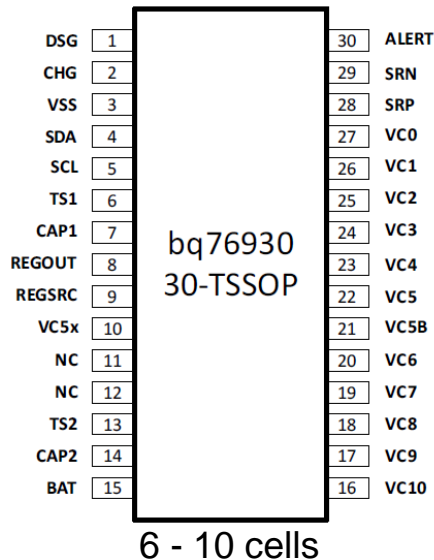 DSG 1 30 ALERT
CHG 2 29 SRN
VSS 3 28 SRP
SDA 4 27 VC0
SCL 5 26 VC1
TS1 6 25 VC2
CAP1 7 24 VC3
REGOUT 8 23 VC4
REGSRC 9 22 VC5
VC5x 10 21 VC5B
NC 11 20 VC6
NC 12 19 VC7
TS2 13 18 VC8
CAP2 14 17 VC9
BAT 15 16 VC10
bq76930
30-TSSOP
6 - 10 cells